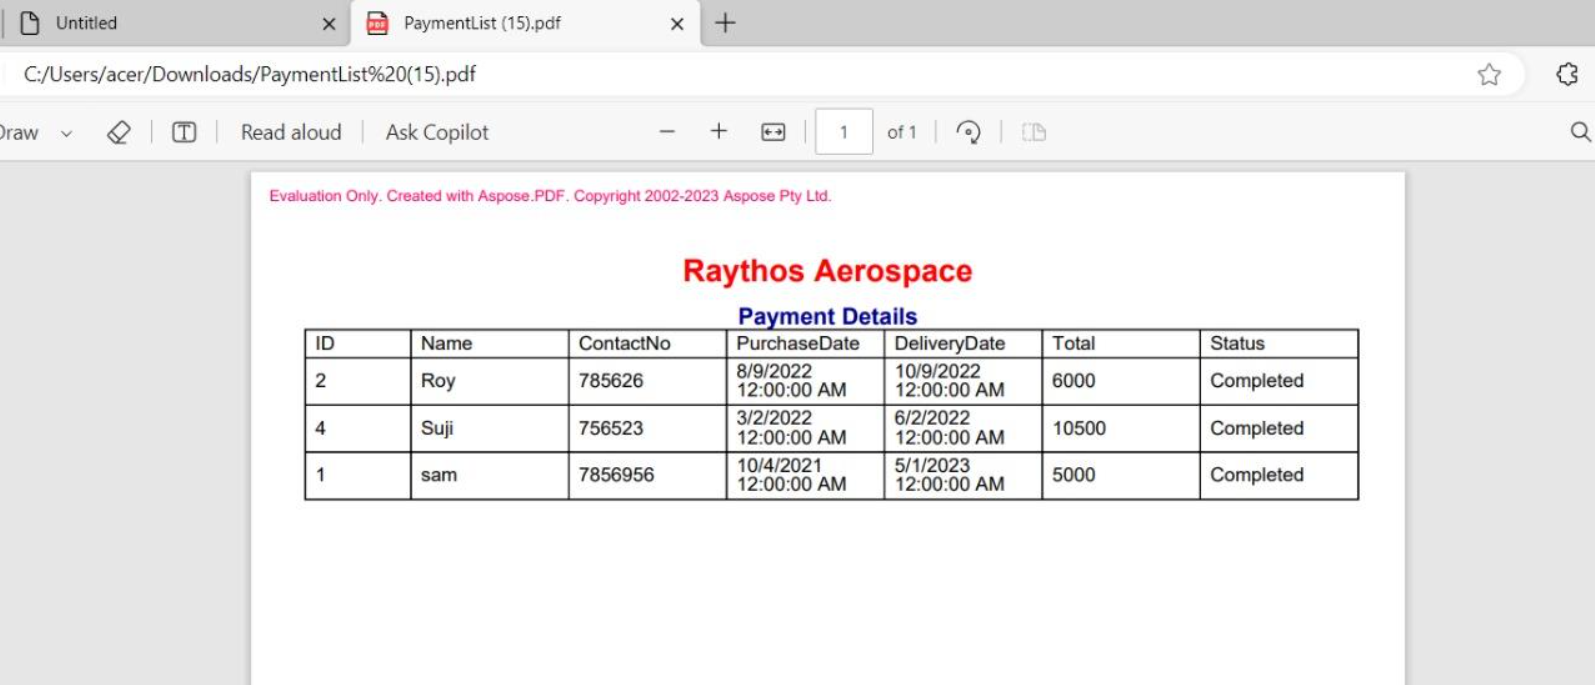 Untitled
PaymentList (15).pdf
C:/Users/acer/Downloads/PaymentList%20(15).pdf
Read aloud
Ask Copilot
1
of 1
Evaluation Only. Created with Aspose.PDF. Copyright 2002-2023 Aspose Pty Ltd.
Raythos Aerospace
Payment Details
ID Name ContactNo PurchaseDate DeliveryDate Total Status
2 Roy 785626 8/9/2022 12:00:00 AM 10/9/2022 12:00:00 AM 6000 Completed
4 Suji 756523 3/2/2022 12:00:00 AM 6/2/2022 12:00:00 AM 10500 Completed
1 sam 7856956 10/4/2021 12:00:00 AM 5/1/2023 12:00:00 AM 5000 Completed